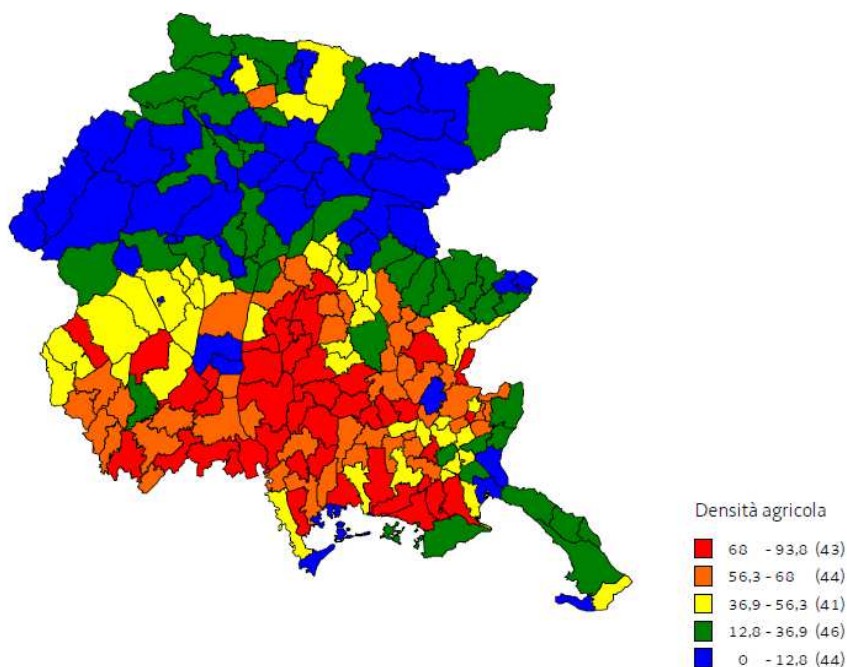 Densità agricola
68 - 93,8 (43)
56,3 - 68 (44)
36,9 - 56,3 (41)
12,8 - 36,9 (46)
0 - 12,8 (44)